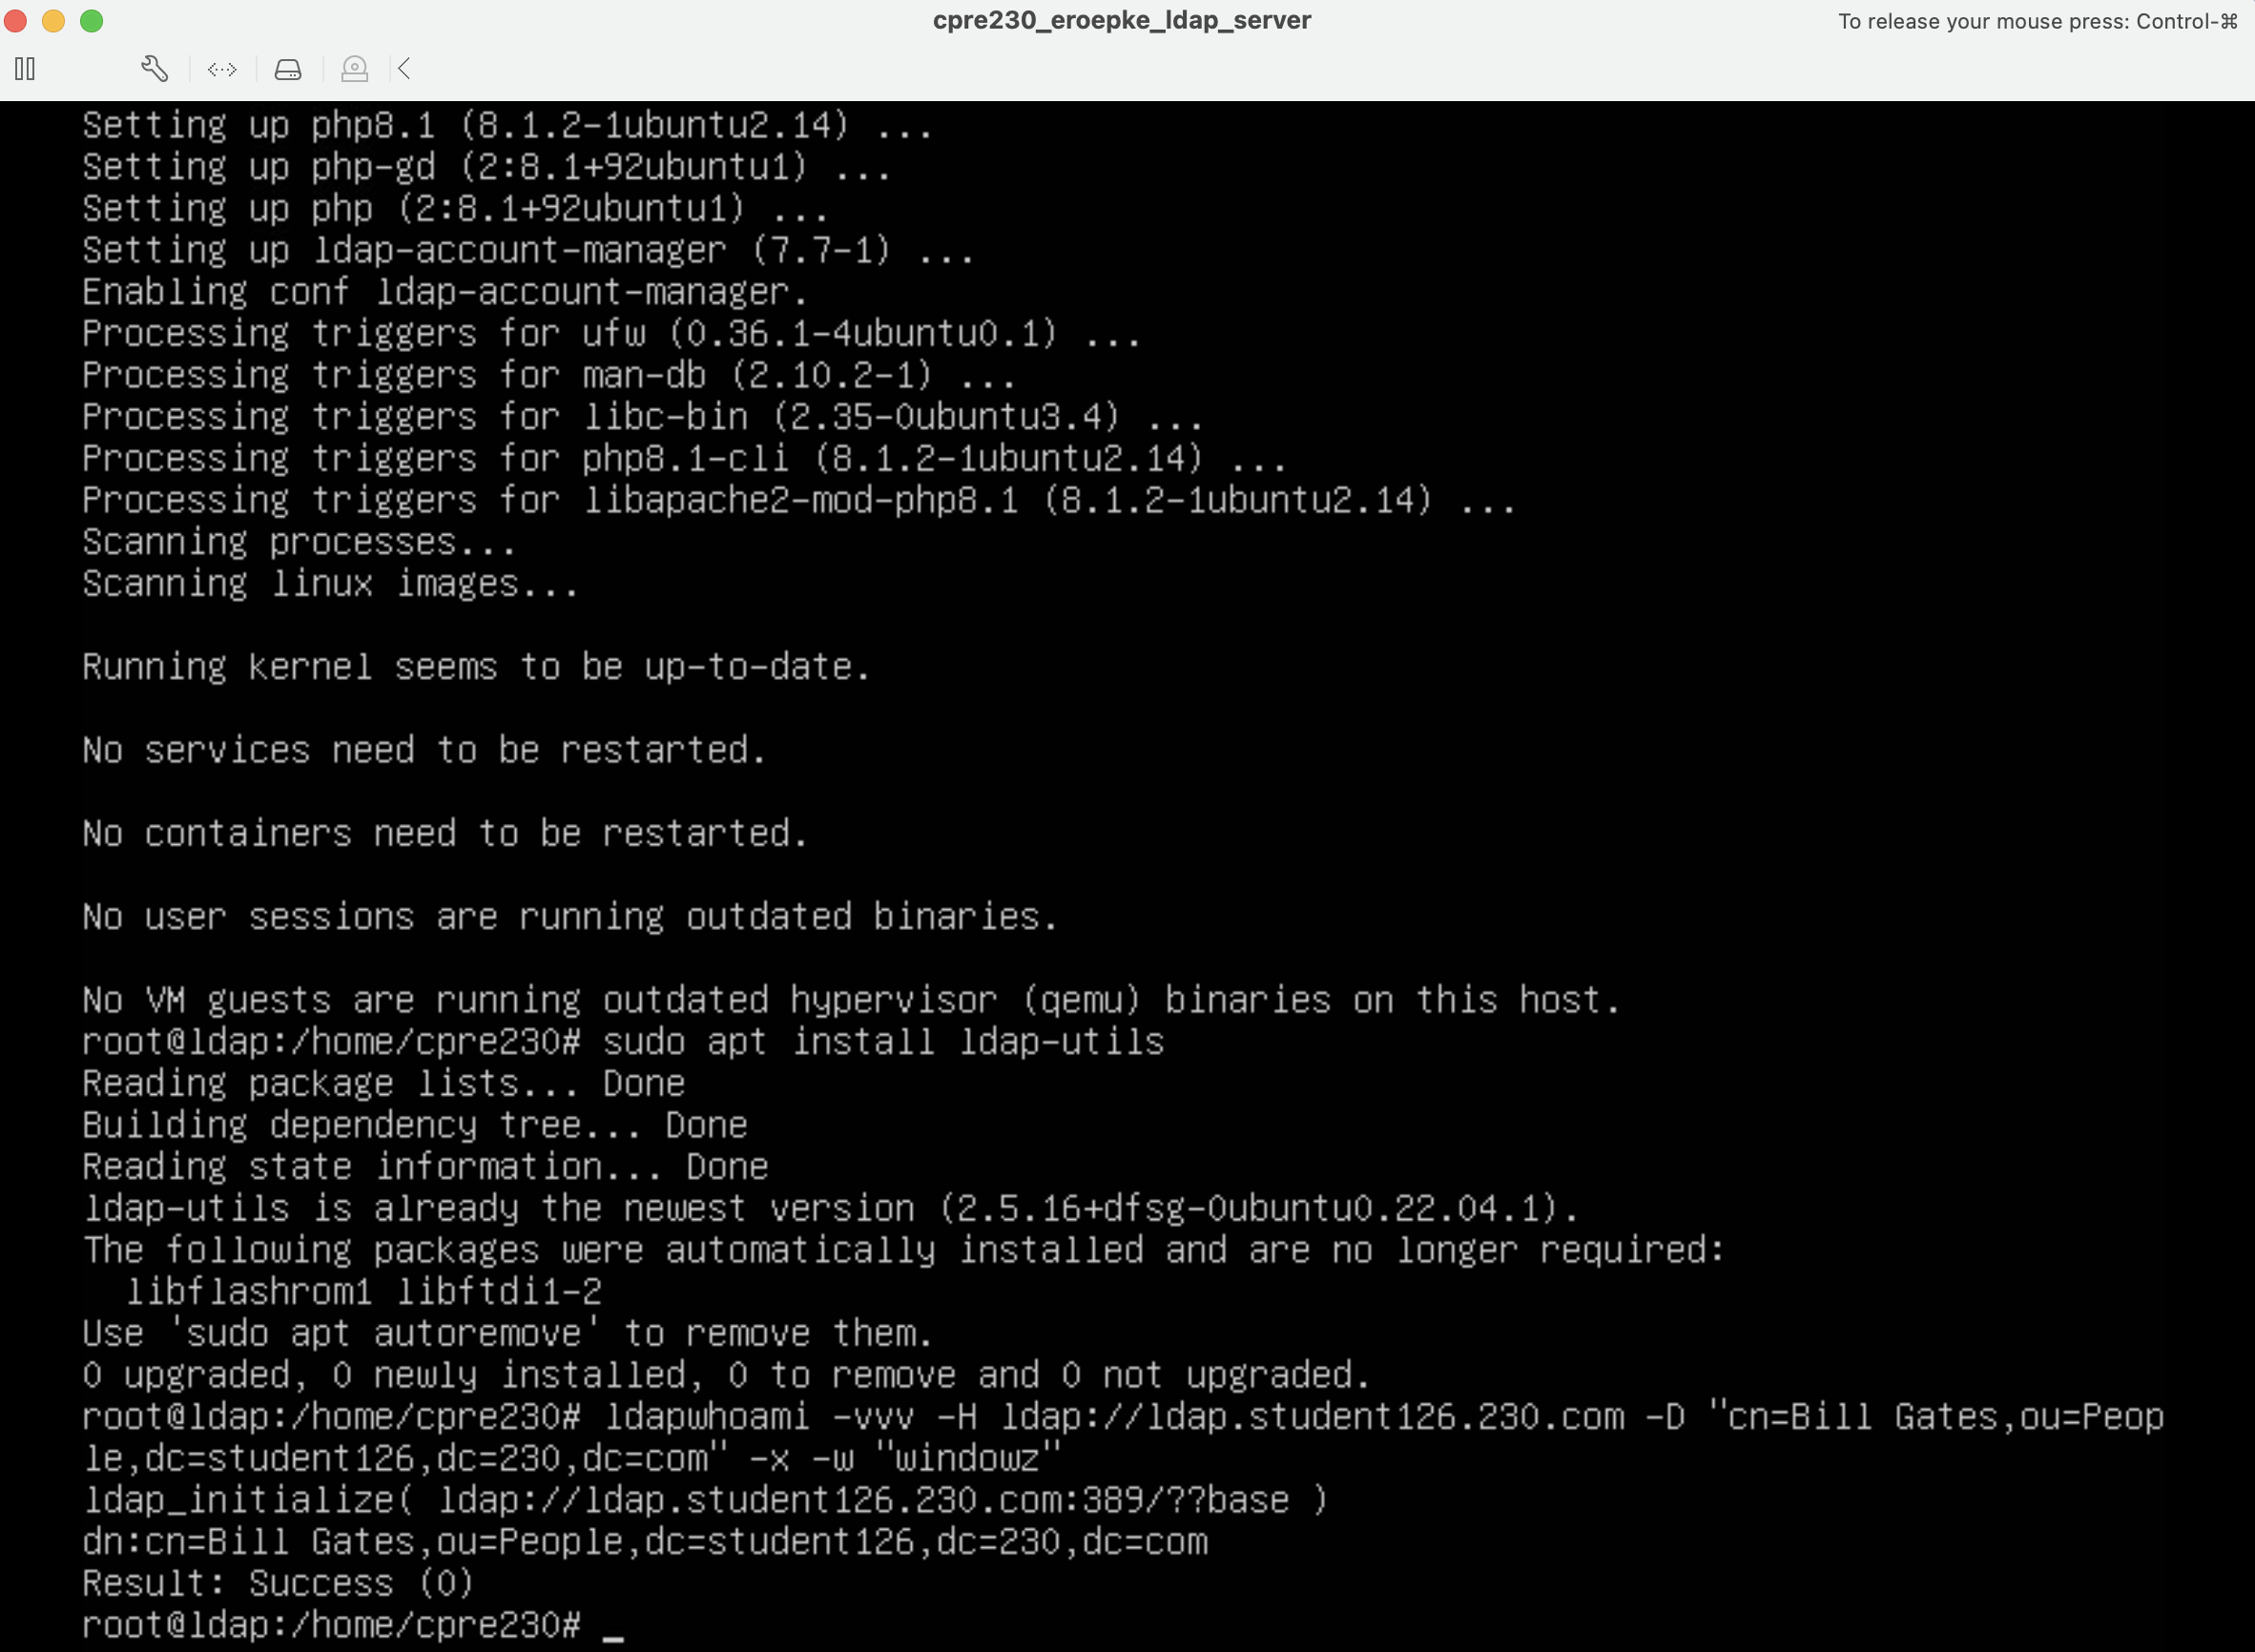 cpre230_eroepke_ldap_server
To release your mouse press: Control-⌘
Setting up php8.1 (8.1.2-1ubuntu2.14) ...
Setting up php-gd (2:8.1+92ubuntu1) ...
Setting up php (2:8.1+92ubuntu1) ...
Setting up ldap-account-manager (7.7-1) ...
Enabling conf ldap-account-manager.
Processing triggers for ufw (0.36.1-4ubuntu0.1) ...
Processing triggers for man-db (2.10.2-1) ...
Processing triggers for libc-bin (2.35-0ubuntu3.4) ...
Processing triggers for php8.1-cli (8.1.2-1ubuntu2.14) ...
Processing triggers for libapache2-mod-php8.1 (8.1.2-1ubuntu2.14) ...
Scanning processes...
Scanning linux images...
Running kernel seems to be up-to-date.
No services need to be restarted.
No containers need to be restarted.
No user sessions are running outdated binaries.
No VM guests are running outdated hypervisor (qemu) binaries on this host.
root@ldap:/home/cpre230# sudo apt install ldap-utils
Reading package lists... Done
Building dependency tree... Done
Reading state information... Done
ldap-utils is already the newest version (2.5.16+dfsg-0ubuntu0.22.04.1).
The following packages were automatically installed and are no longer required:
  libflashrom1 libftdi1-2
Use 'sudo apt autoremove' to remove them.
0 upgraded, 0 newly installed, 0 to remove and 0 not upgraded.
root@ldap:/home/cpre230# ldapwhoami -vvv -H ldap://ldap.student126.230.com -D "cn=Bill Gates,ou=Peop
le,dc=student126,dc=230,dc=com" -x -w "windowz"
ldap_initialize( ldap://ldap.student126.230.com:389/??base )
dn:cn=Bill Gates,ou=People,dc=student126,dc=230,dc=com
Result: Success (0)
root@ldap:/home/cpre230# _